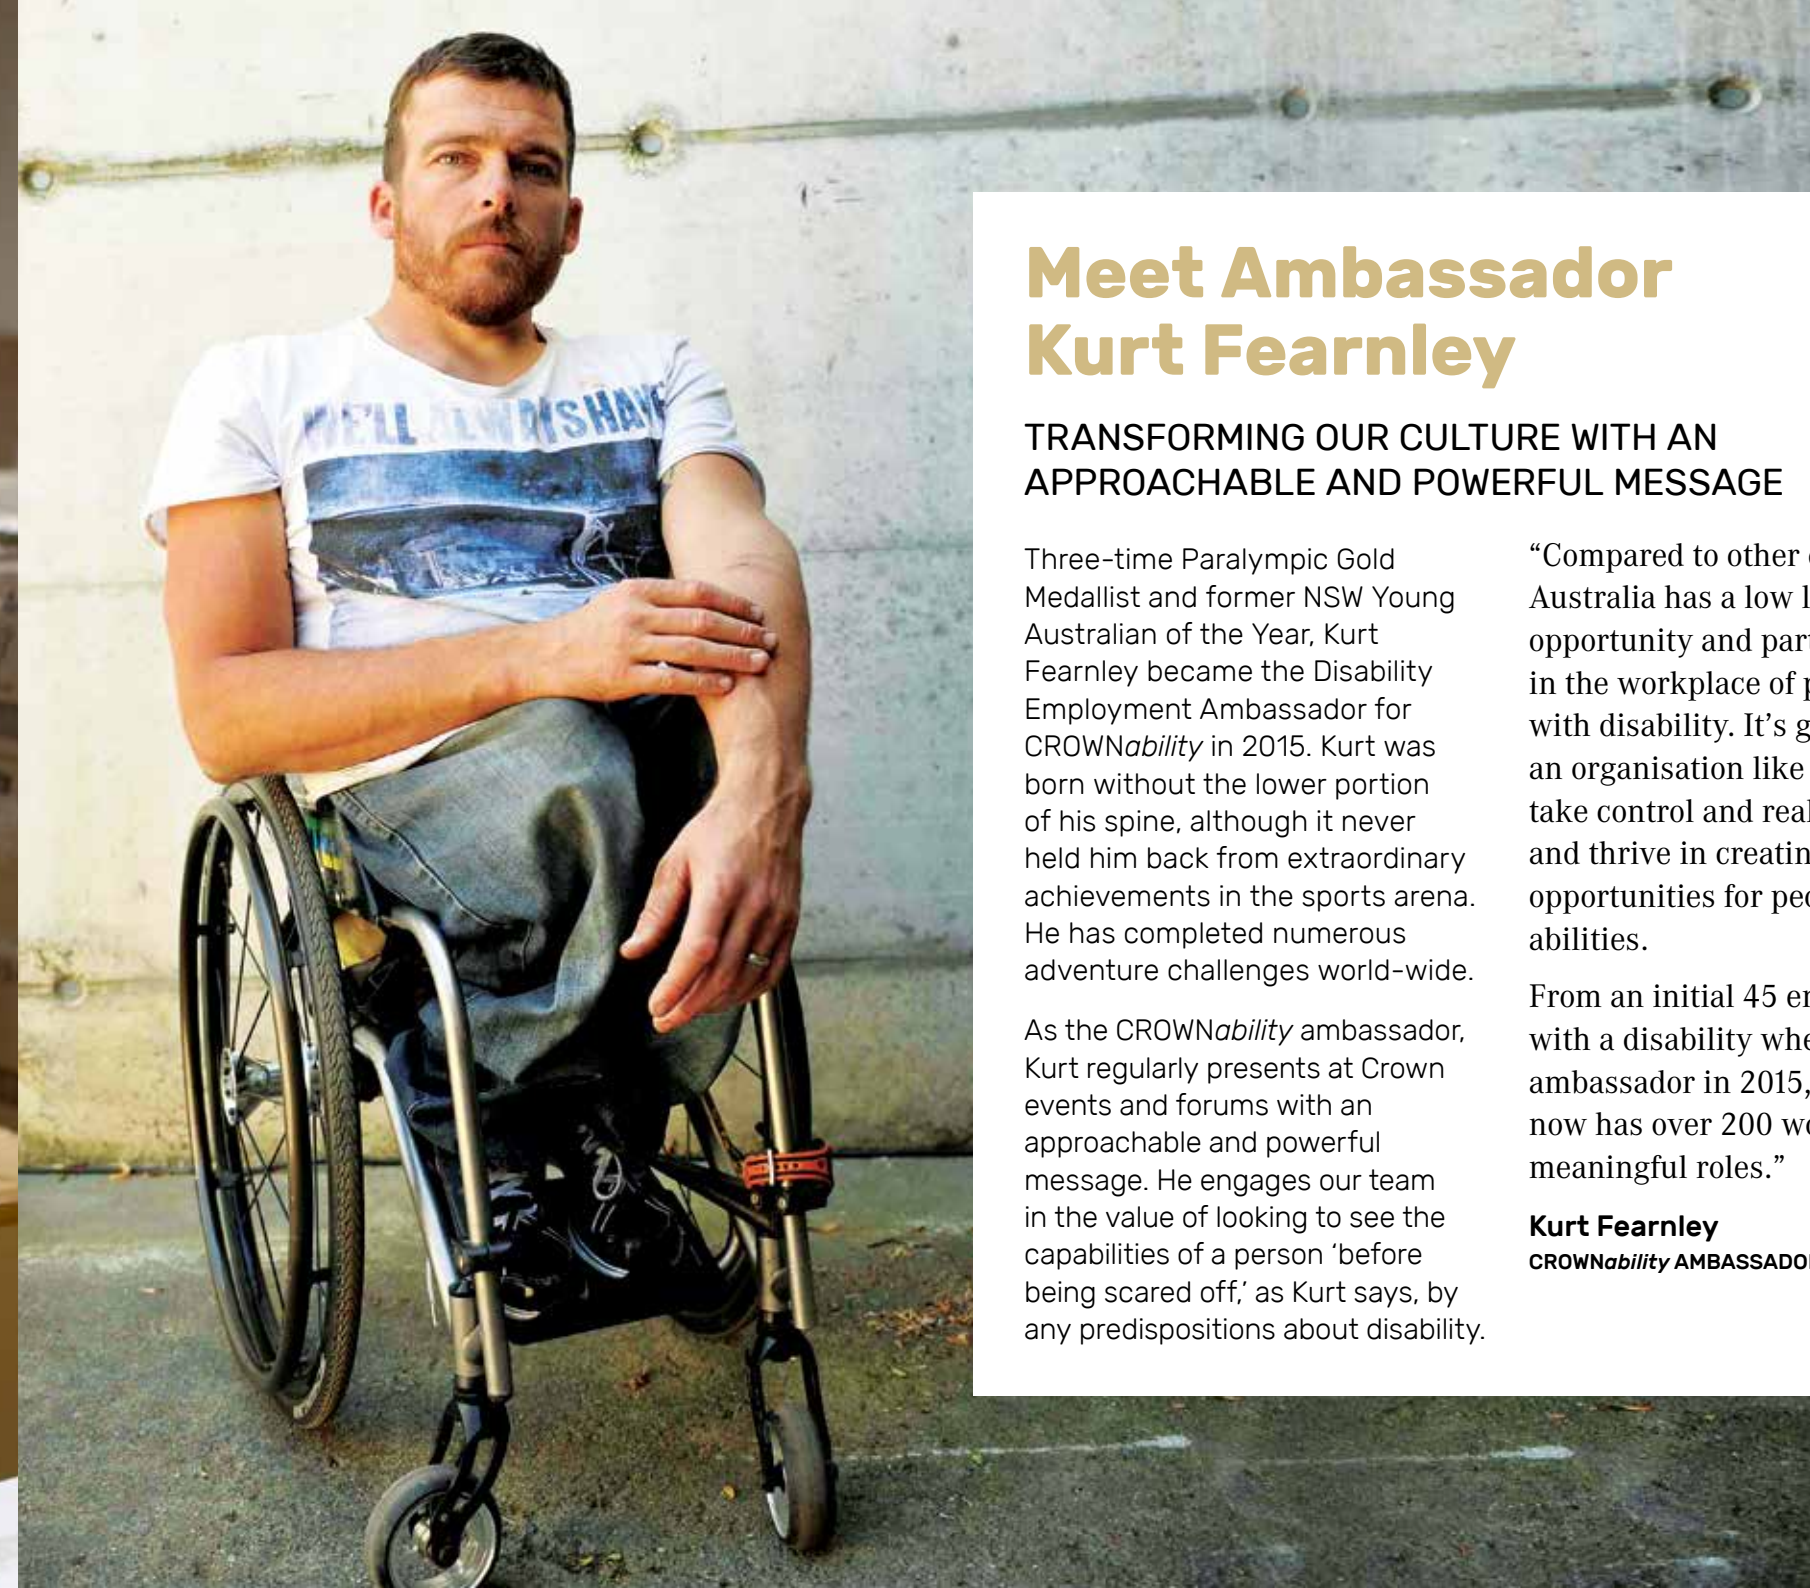 WE'LL ALWAYS HAVE
Meet Ambassador
Kurt Fearnley
TRANSFORMING OUR CULTURE WITH AN
APPROACHABLE AND POWERFUL MESSAGE
Three-time Paralympic Gold
Medallist and former NSW Young
Australian of the Year, Kurt
Fearnley became the Disability
Employment Ambassador for
CROWNability in 2015. Kurt was
born without the lower portion
of his spine, although it never
held him back from extraordinary
achievements in the sports arena.
He has completed numerous
adventure challenges world-wide.
As the CROWNability ambassador,
Kurt regularly presents at Crown
events and forums with an
approachable and powerful
message. He engages our team
in the value of looking to see the
capabilities of a person ‘before
being scared off,’ as Kurt says, by
any predispositions about disability.
“Compared to other
Australia has a low
opportunity and
in the workplace of
with disability. It’s
an organisation like
take control and
and thrive in
opportunities for
abilities.
From an initial 45
with a disability
ambassador in 2015,
now has over 200
meaningful roles.”
Kurt Fearnley
CROWNability